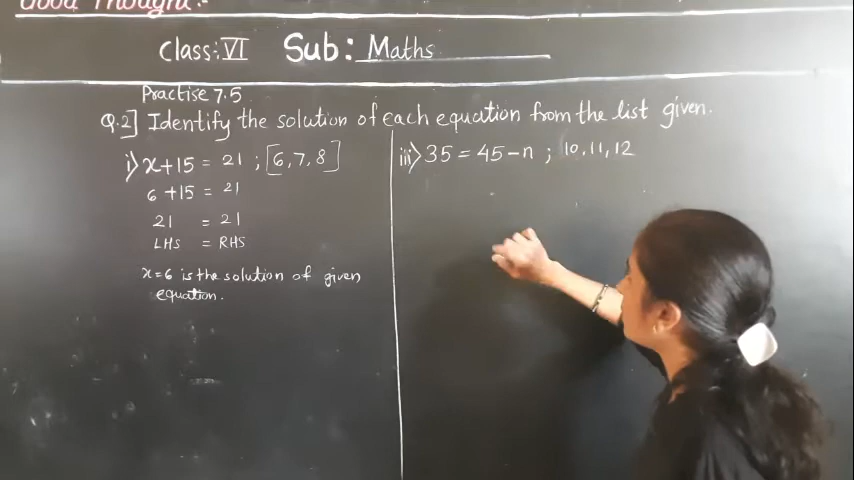 Good Thought:-
Class:VI Sub: Maths
Practise 7.5
Q.2] Identify the solution of each equation from the list given.
i) x+15 = 21 ; [6,7,8]
6 +15 = 21
21 = 21
LHS = RHS
x=6 is the solution of given
equation.
iii) 35 = 45-n ; 10, 11, 12